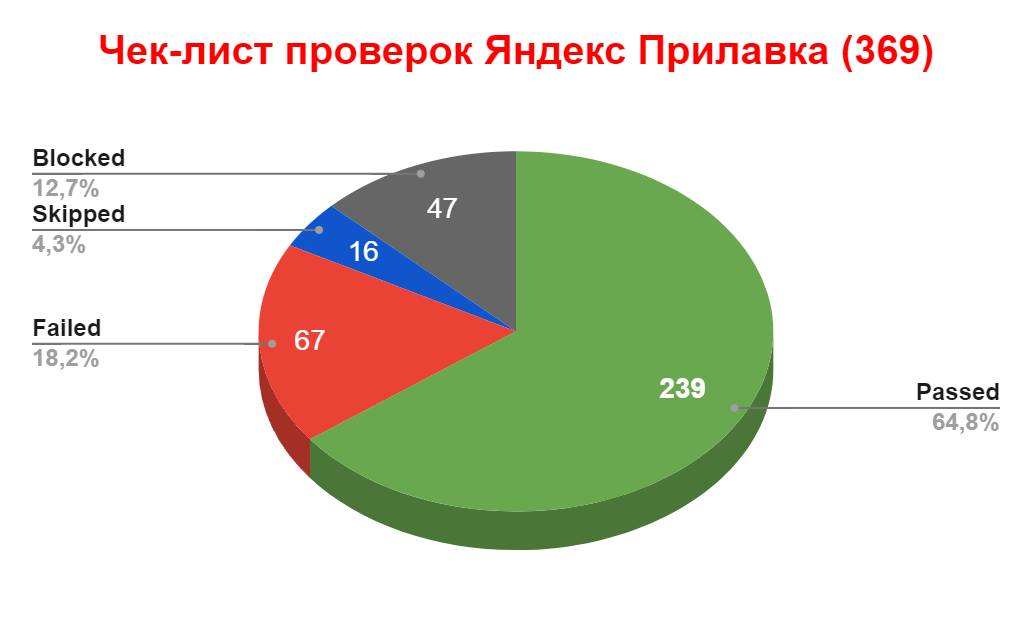 Чек-лист проверок Яндекс Прилавка (369)
Blocked
12,7%
47
Skipped
4,3%
16
Failed
18,2%
67
239
Passed
64,8%